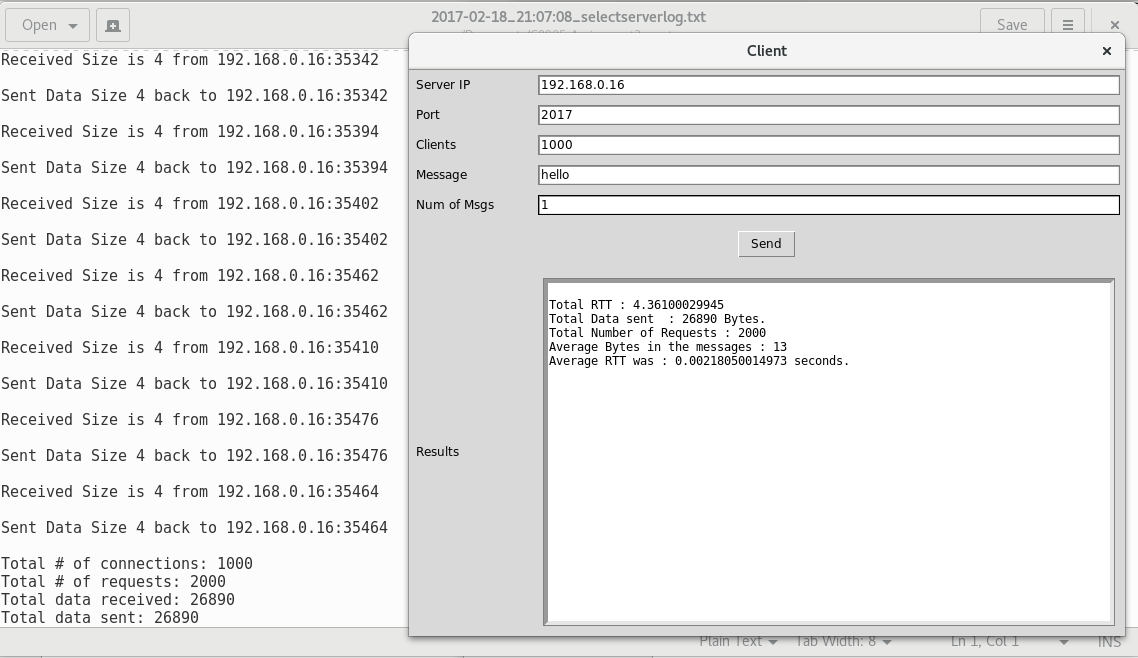 Open
2017-02-18_21:07:08_selectserverlog.txt
Save
Received Size is 4 from 192.168.0.16:35342
Sent Data Size 4 back to 192.168.0.16:35342
Received Size is 4 from 192.168.0.16:35394
Sent Data Size 4 back to 192.168.0.16:35394
Received Size is 4 from 192.168.0.16:35402
Sent Data Size 4 back to 192.168.0.16:35402
Received Size is 4 from 192.168.0.16:35462
Sent Data Size 4 back to 192.168.0.16:35462
Received Size is 4 from 192.168.0.16:35410
Sent Data Size 4 back to 192.168.0.16:35410
Received Size is 4 from 192.168.0.16:35476
Sent Data Size 4 back to 192.168.0.16:35476
Received Size is 4 from 192.168.0.16:35464
Sent Data Size 4 back to 192.168.0.16:35464
Total # of connections: 1000
Total # of requests: 2000
Total data received: 26890
Total data sent: 26890
Client
Server IP 192.168.0.16
Port 2017
Clients 1000
Message hello
Num of Msgs 1
Send
Results
Total RTT : 4.36100029945
Total Data sent  : 26890 Bytes.
Total Number of Requests : 2000
Average Bytes in the messages : 13
Average RTT was : 0.00218050014973 seconds.
Plain Text Tab Width: 8 Ln 1, Col 1 INS